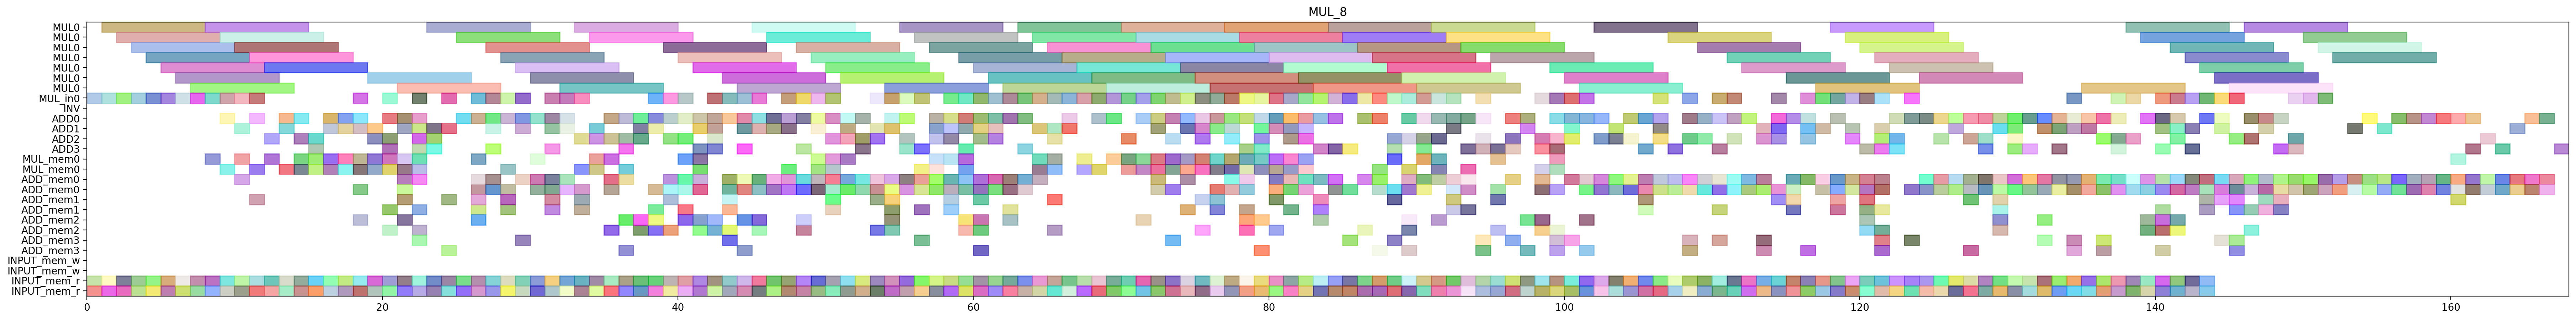 MUL_8
MUL0
MUL0
MUL0
MUL0
MUL0
MUL0
MUL0
MUL_in0
INV
ADD0
ADD1
ADD2
ADD3
MUL_mem0
MUL_mem0
ADD_mem0
ADD_mem0
ADD_mem1
ADD_mem1
ADD_mem2
ADD_mem2
ADD_mem3
ADD_mem3
INPUT_mem_w
INPUT_mem_w
INPUT_mem_r
INPUT_mem_r
0 20 40 60 80 100 120 140 160